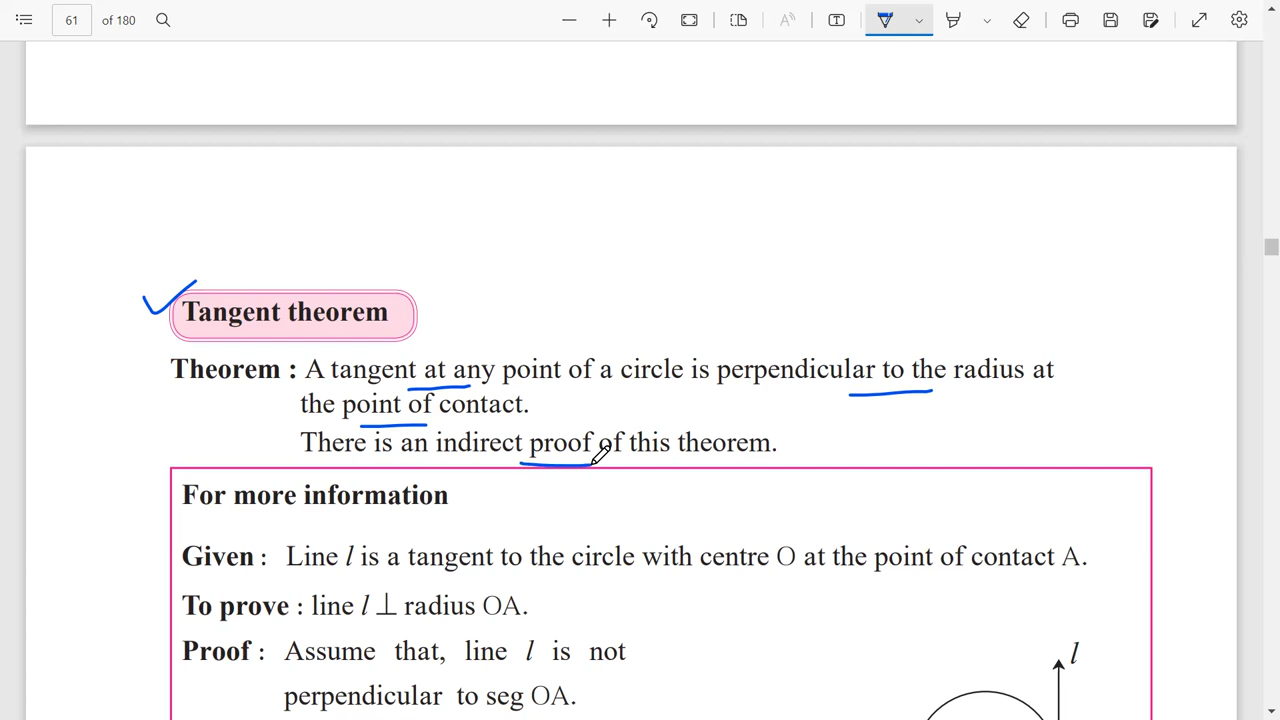 61 of 180
Tangent theorem
Theorem : A tangent at any point of a circle is perpendicular to the radius at
the point of contact.
There is an indirect proof of this theorem.
For more information
Given : Line l is a tangent to the circle with centre O at the point of contact A.
To prove : line l ⊥ radius OA.
Proof : Assume that, line l is not
perpendicular to seg OA.
l